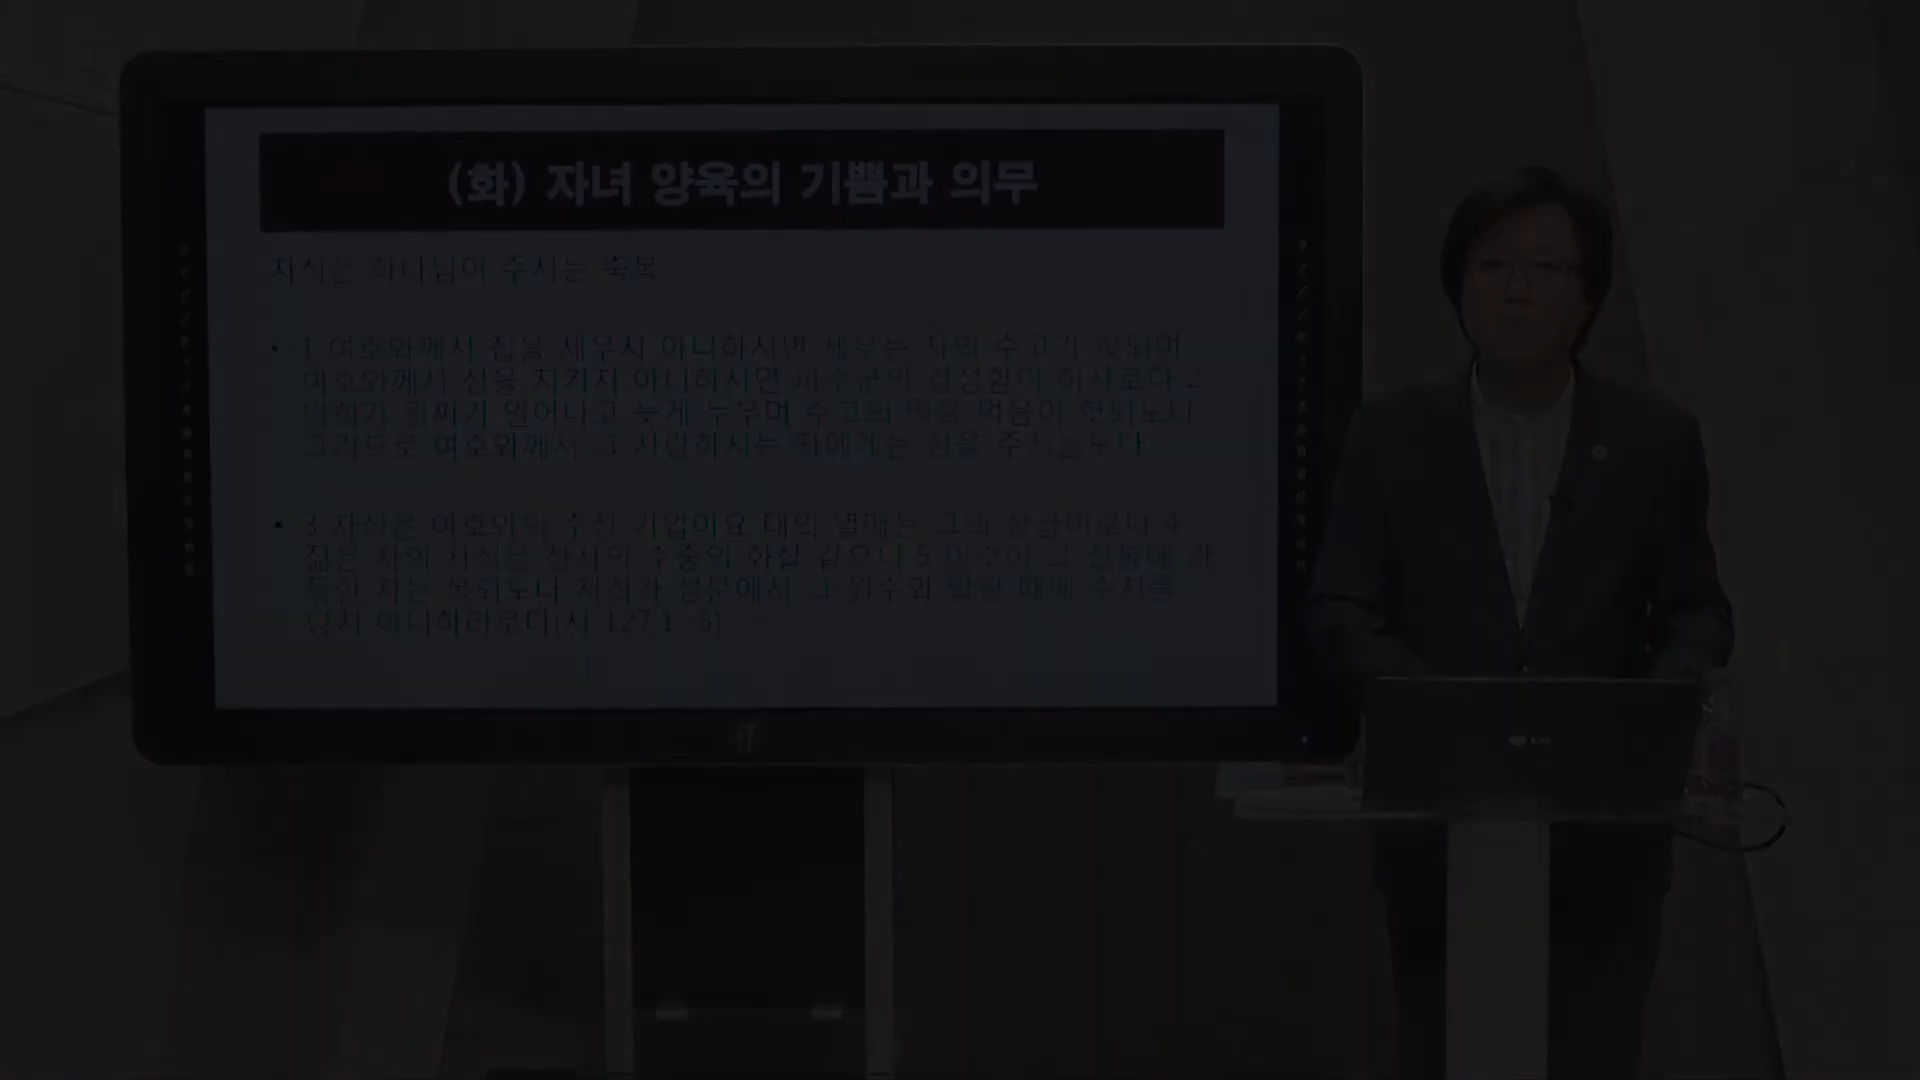 (화) 자녀 양육의 기쁨과 의무
자식은 하나님이 주시는 축복
• 1 여호와께서 집을 세우지 아니하시면 세우는 자의 수고가 헛되며
여호와께서 성을 지키지 아니하시면 파수군의 경성함이 허사로다 2
너희가 일찌기 일어나고 늦게 누우며 수고의 떡을 먹음이 헛되도다
그러므로 여호와께서 그 사랑하시는 자에게는 잠을 주시는도다
• 3 자식은 여호와의 주신 기업이요 태의 열매는 그의 상급이로다 4
젊은 자의 자식은 장사의 수중의 화살 같으니 5 이것이 그 전통에 가
득한 자는 복되도다 저희가 성문에서 그 원수와 말할 때에 수치를
당치 아니하리로다(시 127:1-5)